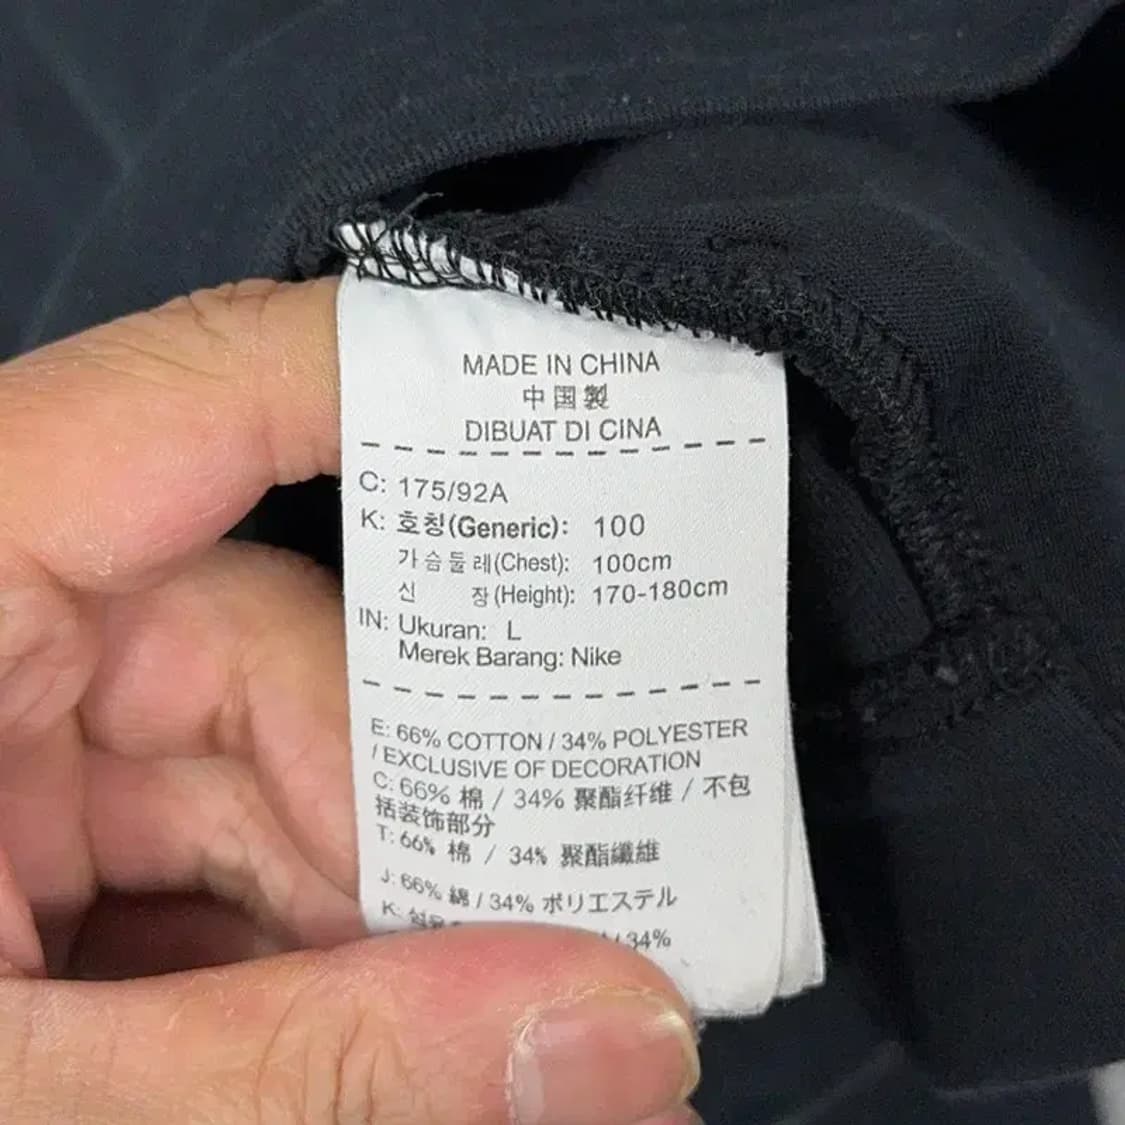 MADE IN CHINA
中国製
DIBUAT DI CINA
C: 175/92A
K: 호칭(Generic): 100
가슴둘레(Chest): 100cm
신 장(Height): 170-180cm
IN: Ukuran: L
Merek Barang: Nike
E: 66% COTTON / 34% POLYESTER
/ EXCLUSIVE OF DECORATION
C: 66% 棉 / 34% 聚酯纤维 / 不包
括装饰部分
T: 66% 棉 / 34% 聚酯纖維
J: 66% 綿 / 34% ポリエステル
K: / 34%